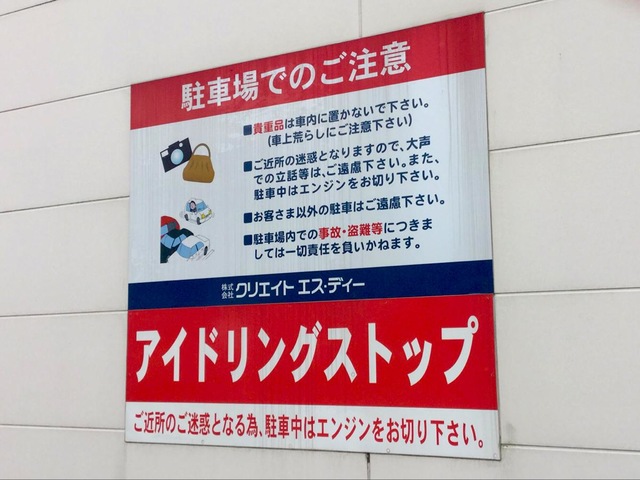 駐車場でのご注意
■貴重品は車内に置かないで下さい。
(車上荒らしにご注意下さい)
■ご近所の迷惑となりますので、大声
での立話等は、ご遠慮下さい。また、
駐車中はエンジンをお切り下さい。
■お客さま以外の駐車はご遠慮下さい。
■駐車場内での事故・盗難等につきま
しては一切責任を負いかねます。
株式会社 クリエイト エス・ディー
アイドリングストップ
ご近所のご迷惑となる為、駐車中はエンジンをお切り下さい。